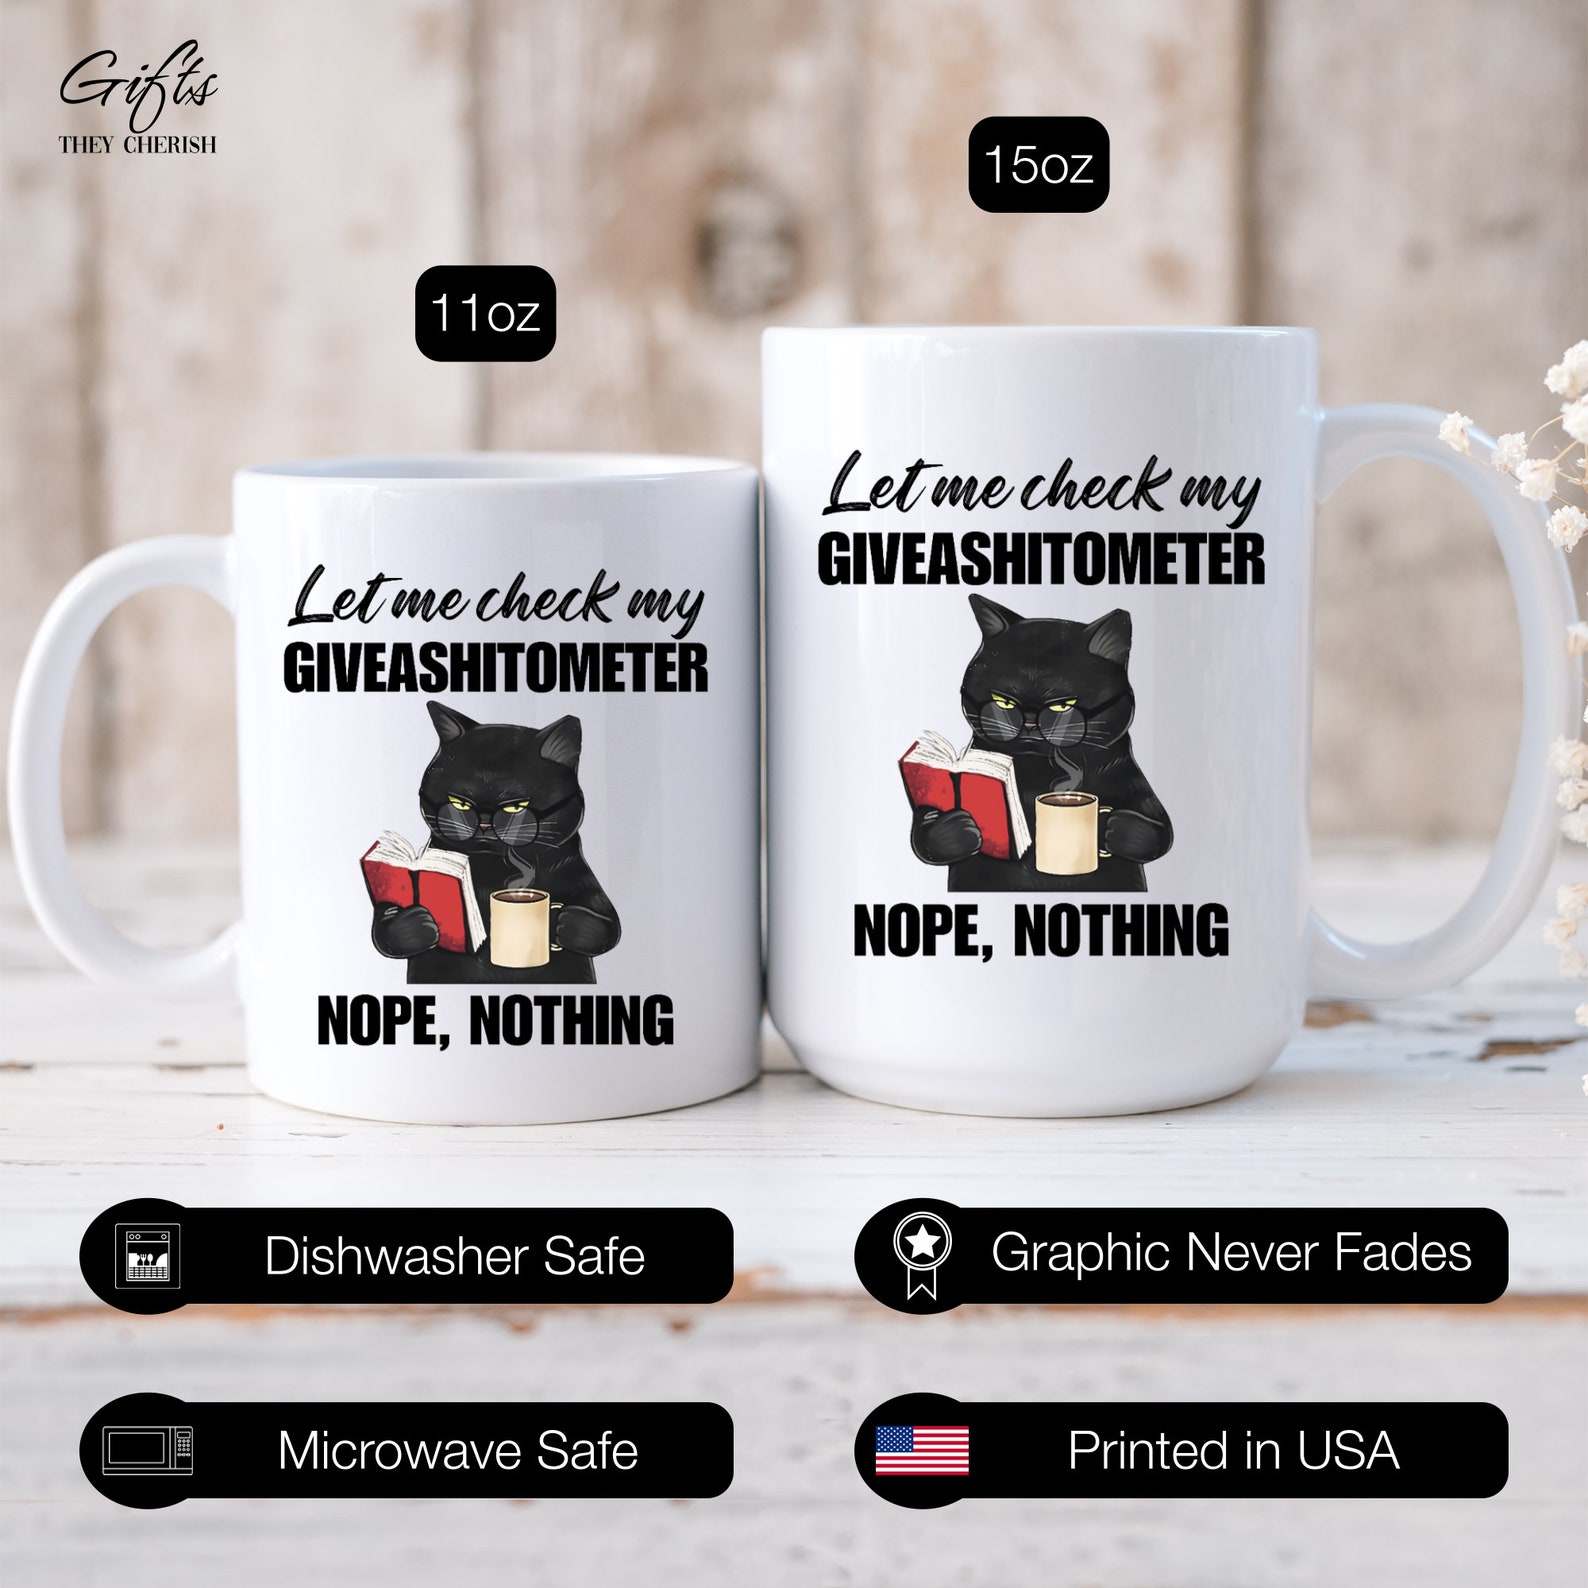 Gifts
THEY CHERISH
15oz
11oz
Let me check my
GIVEASHITOMETER
NOPE, NOTHING
Let me check my
GIVEASHITOMETER
NOPE, NOTHING
Dishwasher Safe
Graphic Never Fades
Microwave Safe
Printed in USA